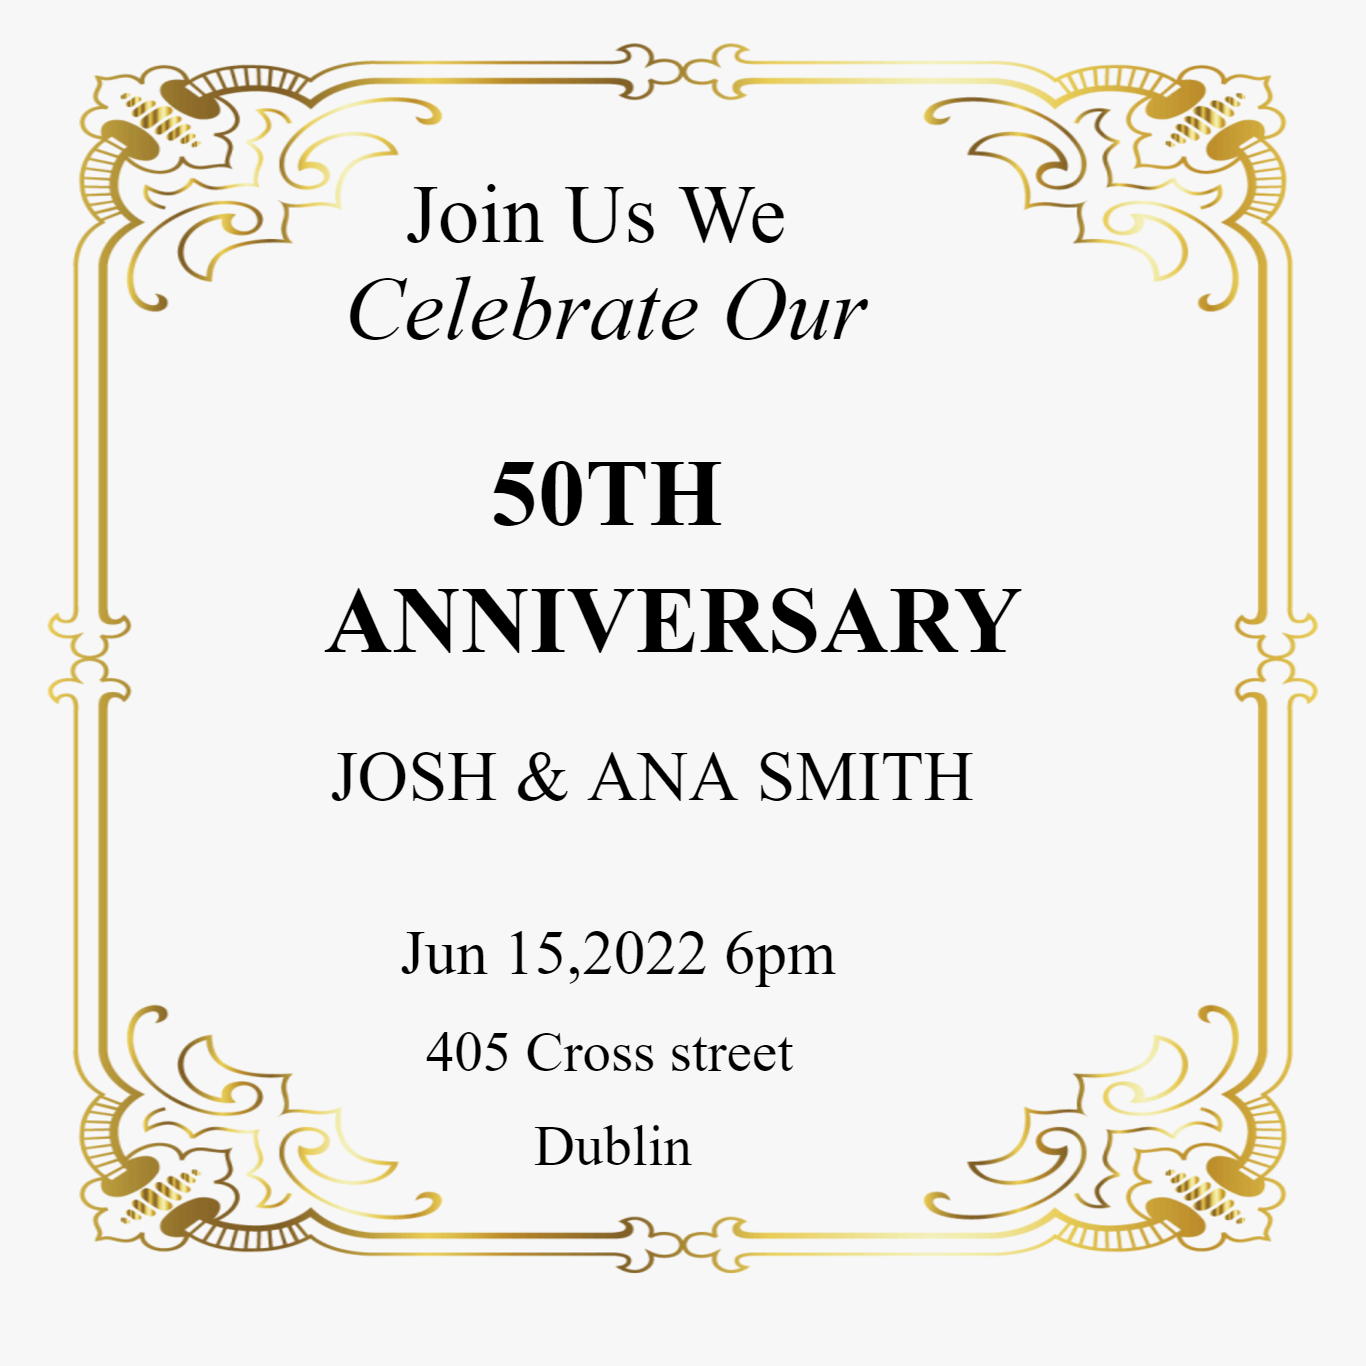 Join Us We
Celebrate Our
50TH
ANNIVERSARY
JOSH & ANA SMITH
Jun 15,2022 6pm
405 Cross street
Dublin